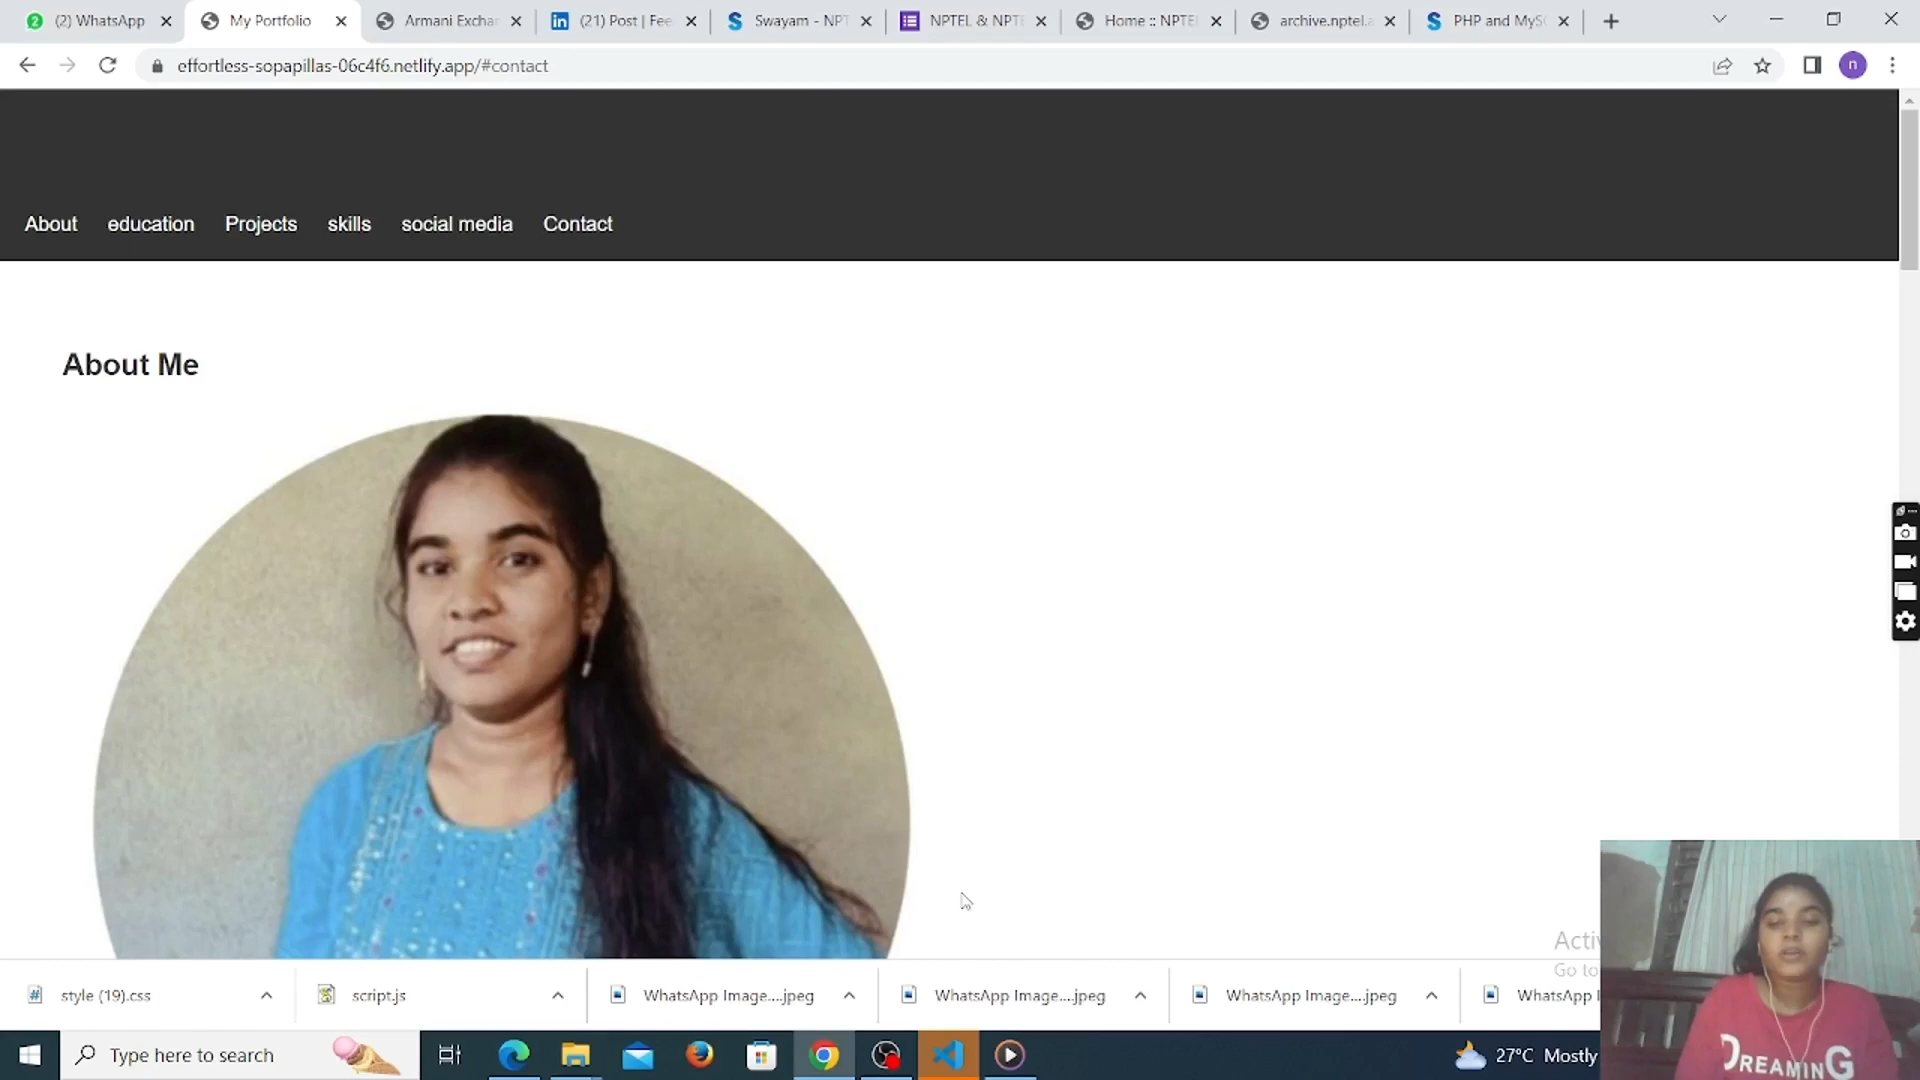 (2) WhatsApp
My Portfolio
Armani Exchar
(21) Post | Fee
Swayam - NPT
NPTEL & NPTE
Home :: NPTEL
archive.nptel.a
PHP and MySQ
effortless-sopapillas-06c4f6.netlify.app/#contact
n
About
education
Projects
skills
social media
Contact
About Me
Acti
Go to
style (19).css
script.js
WhatsApp Image....jpeg
WhatsApp Image....jpeg
WhatsApp Image....jpeg
WhatsApp I
DREAMING
Type here to search
27°C Mostly